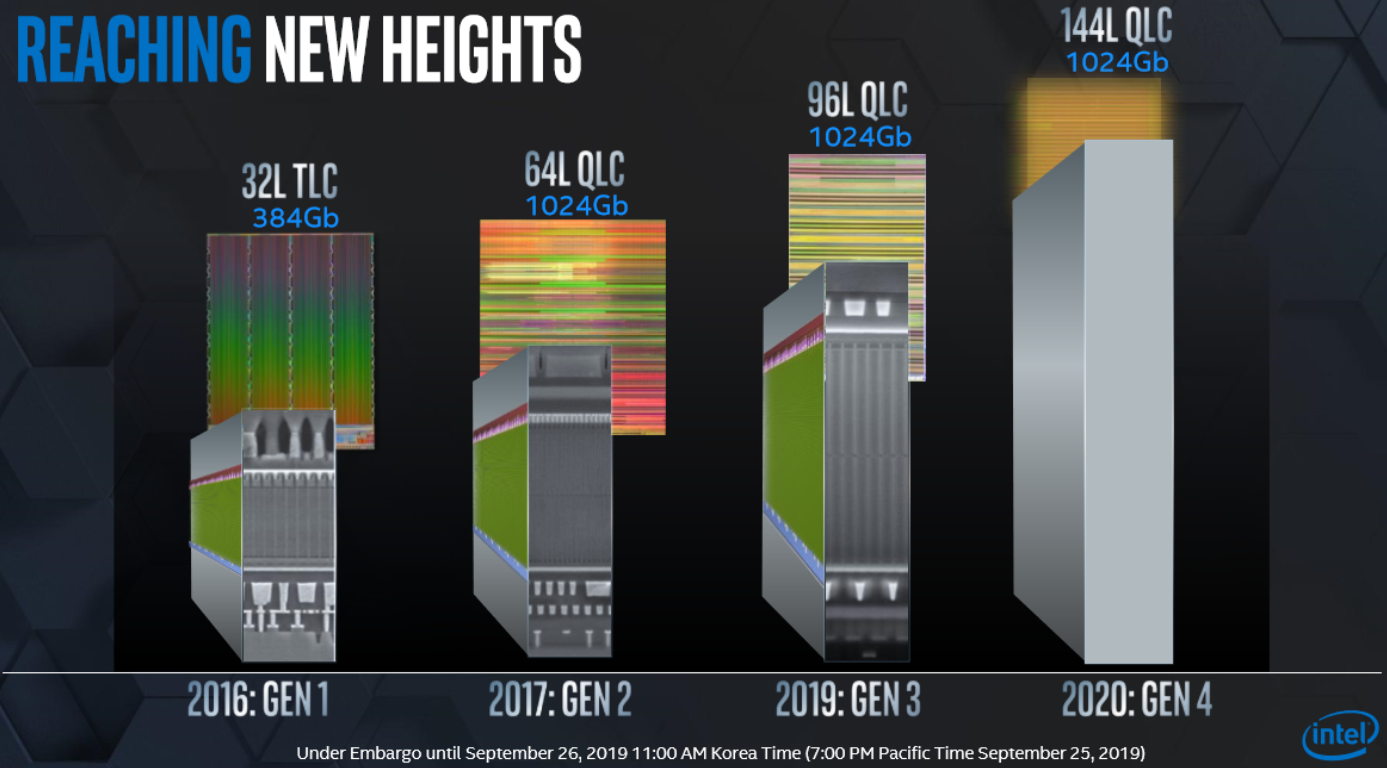 REACHING NEW HEIGHTS
144L QLC
1024Gb
96L QLC
1024Gb
64L QLC
1024Gb
32L TLC
384Gb
2016: GEN 1
2017: GEN 2
2019: GEN 3
2020: GEN 4
intel
Under Embargo until September 26, 2019 11:00 AM Korea Time (7:00 PM Pacific Time September 25, 2019)